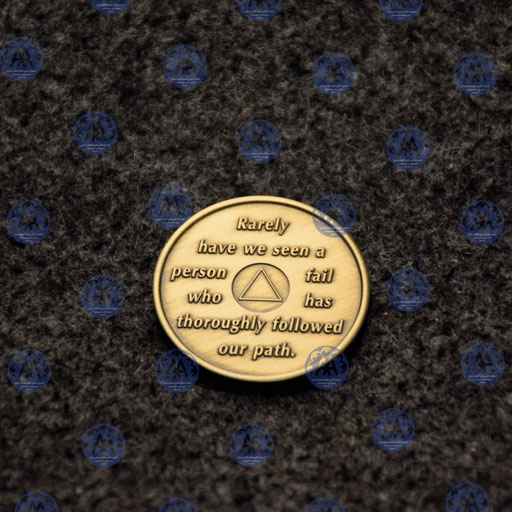 Rarely
have we seen a
person fail
who has
thoroughly followed
our path.